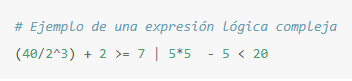 # Ejemplo de una expresión lógica compleja
(40/2^3) + 2 >= 7 | 5*5  - 5 < 20